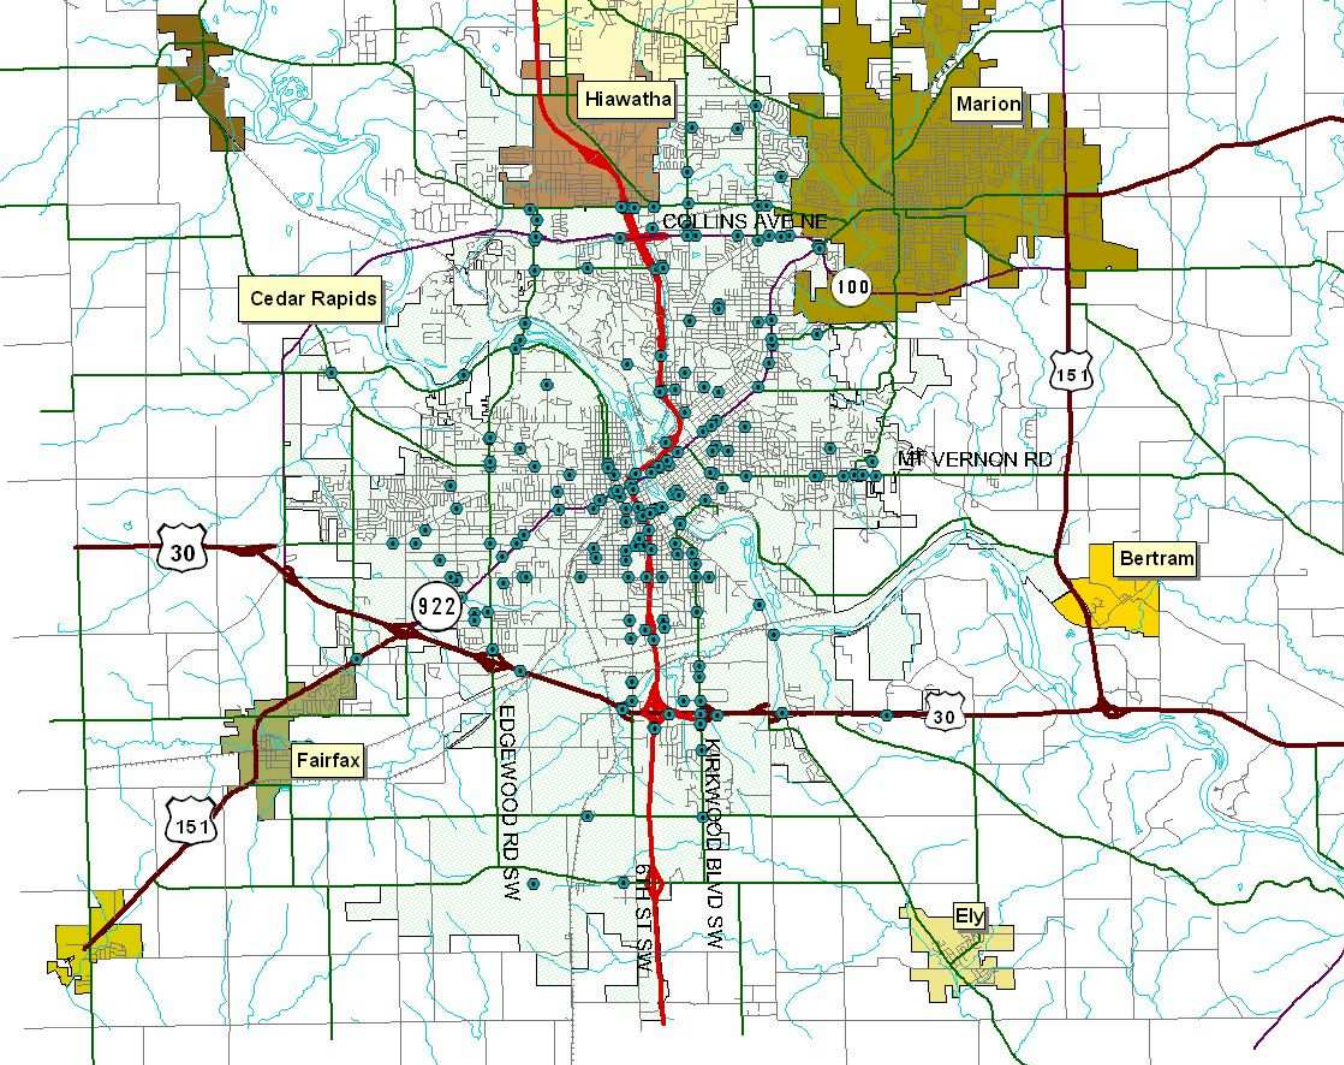 Hiawatha
Marion
COLLINS AVE NE
Cedar Rapids
100
151
MT VERNON RD
30
Bertram
922
30
EDGEWOOD RD SW
KIRKWOOD BLVD SW
Fairfax
151
6TH ST SW
Ely